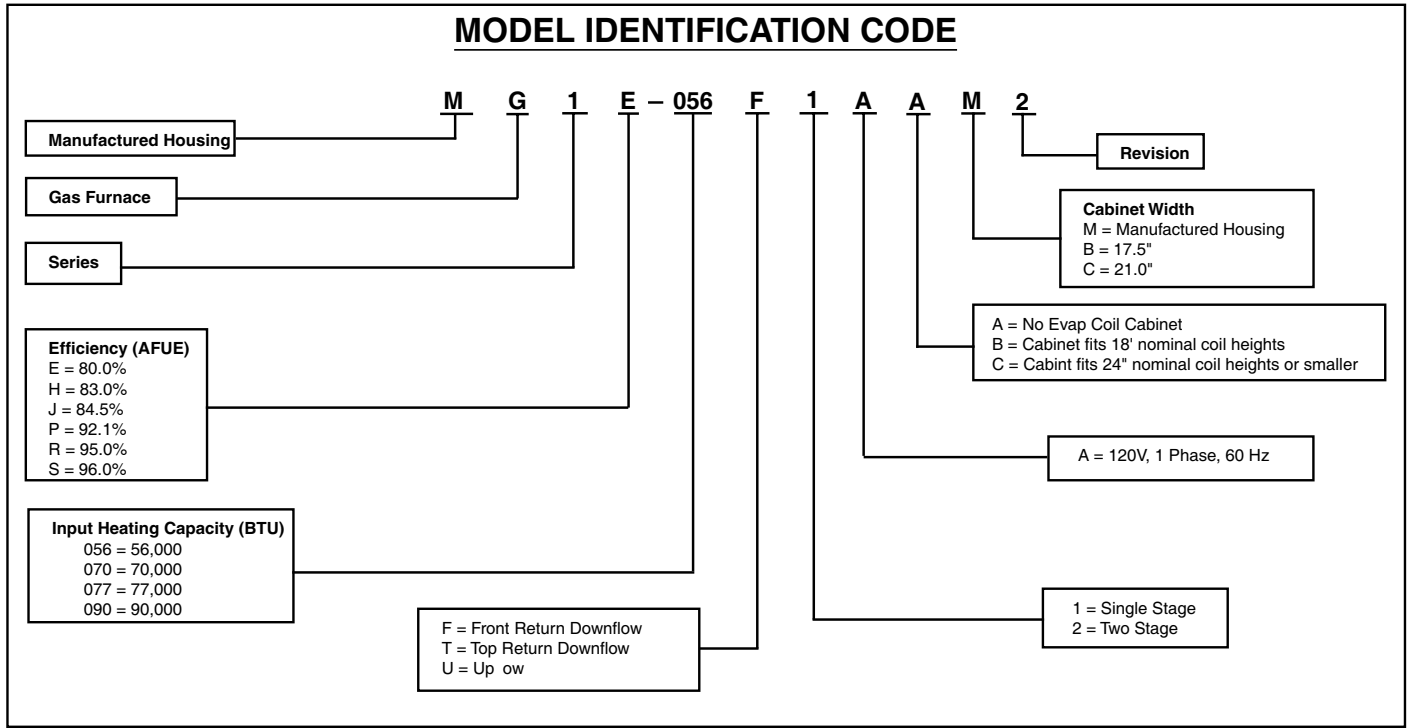 MODEL IDENTIFICATION CODE
M G 1 E – 056 F 1 A A M 2
Manufactured Housing
Gas Furnace
Series
Efficiency (AFUE)
E = 80.0%
H = 83.0%
J = 84.5%
P = 92.1%
R = 95.0%
S = 96.0%
Input Heating Capacity (BTU)
056 = 56,000
070 = 70,000
077 = 77,000
090 = 90,000
F = Front Return Downflow
T = Top Return Downflow
U = Up ow
1 = Single Stage
2 = Two Stage
A = 120V, 1 Phase, 60 Hz
A = No Evap Coil Cabinet
B = Cabinet fits 18' nominal coil heights
C = Cabint fits 24" nominal coil heights or smaller
Cabinet Width
M = Manufactured Housing
B = 17.5"
C = 21.0"
Revision